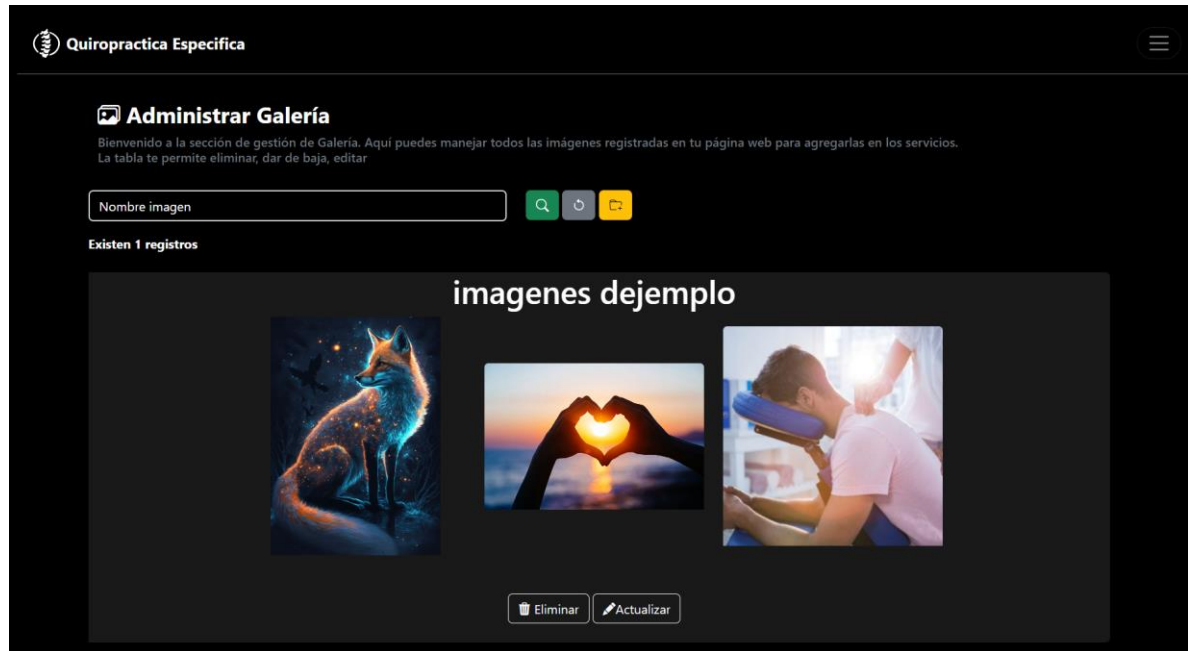 Quiropractica Especifica
Administrar Galería
Bienvenido a la sección de gestión de Galería. Aquí puedes manejar todos las imágenes registradas en tu página web para agregarlas en los servicios.
La tabla te permite eliminar, dar de baja, editar
Nombre imagen
Existen 1 registros
imagenes dejemplo
Eliminar
Actualizar